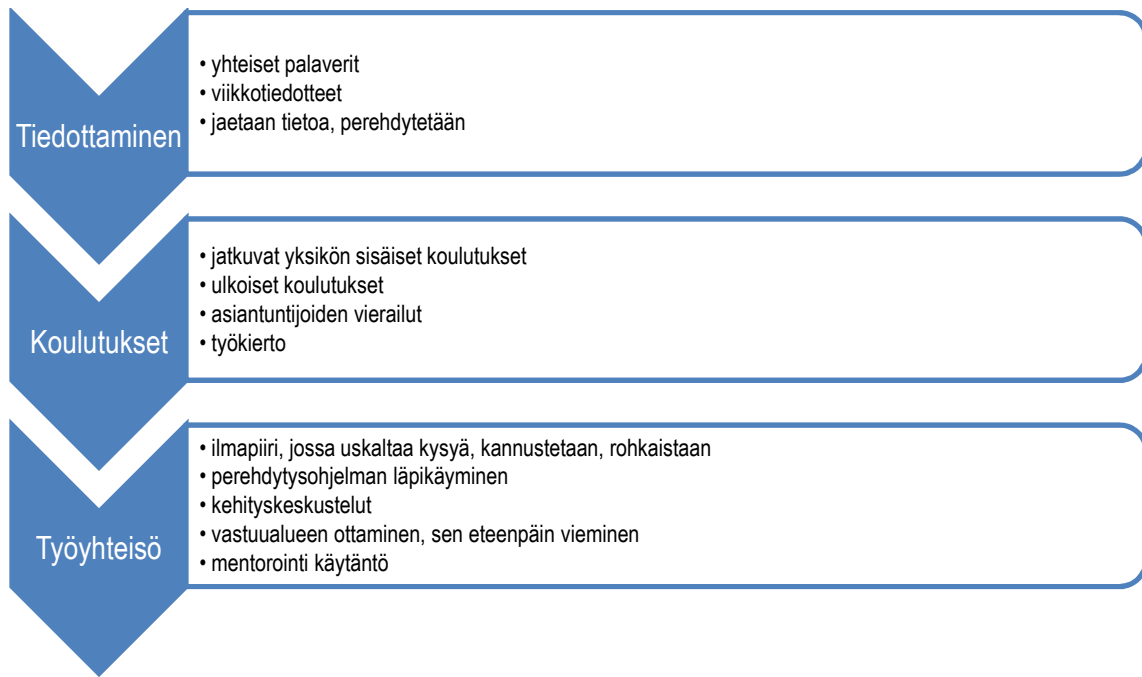 Tiedottaminen
• yhteiset palaverit
• viikkotiedotteet
• jaetaan tietoa, perehdytetään
Koulutukset
• jatkuvat yksikön sisäiset koulutukset
• ulkoiset koulutukset
• asiantuntijoiden vierailut
• työkierto
Työyhteisö
• ilmapiiri, jossa uskaltaa kysyä, kannustetaan, rohkaistaan
• perehdytysohjelman läpikäyminen
• kehityskeskustelut
• vastuualueen ottaminen, sen eteenpäin vieminen
• mentorointi käytäntö